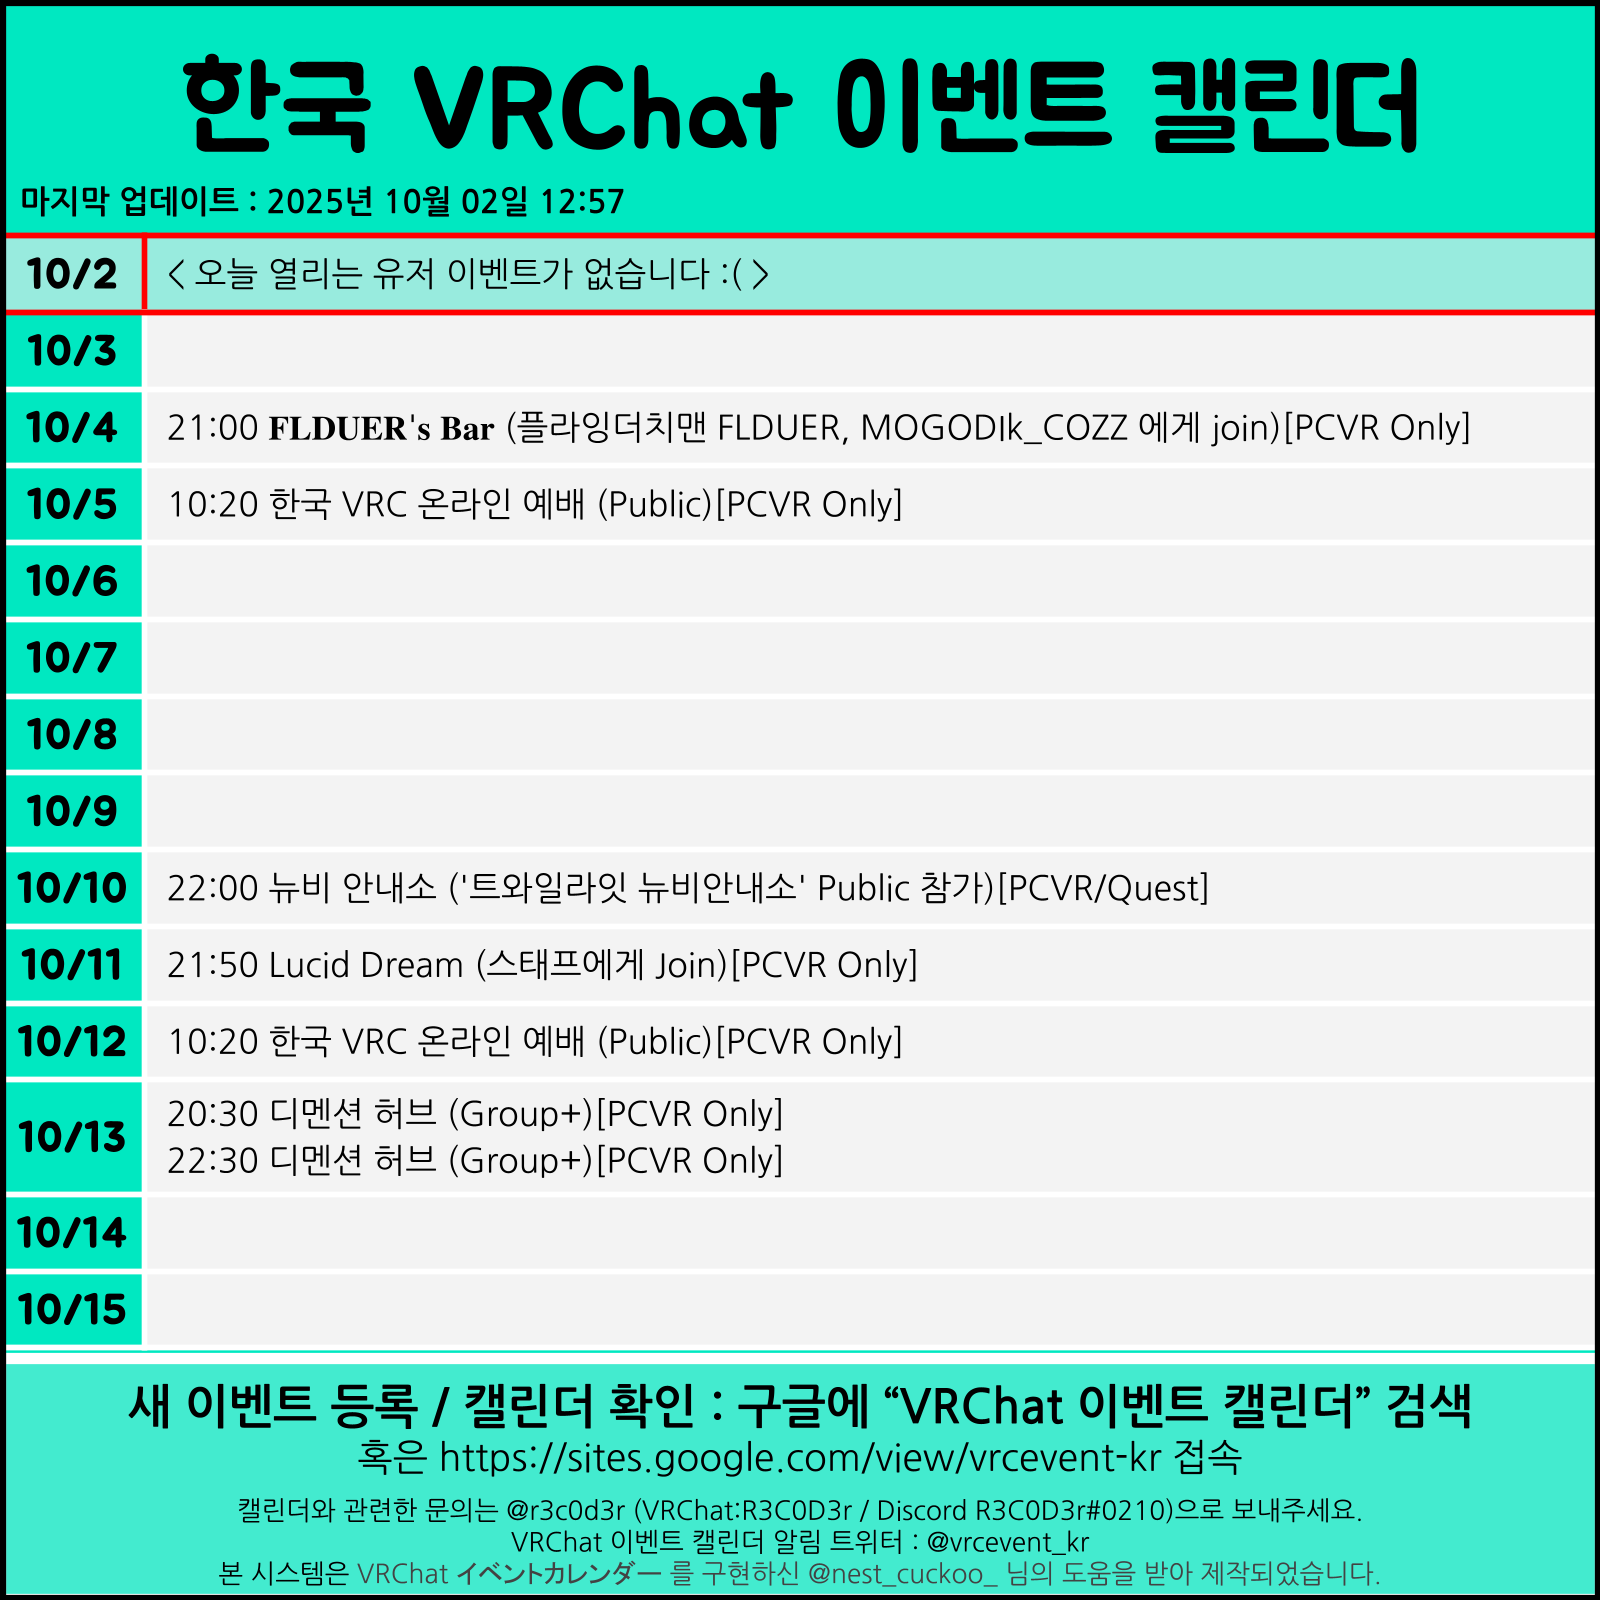 한국 VRChat 이벤트 캘린더
마지막 업데이트 : 2025년 10월 02일 12:57
10/2 < 오늘 열리는 유저 이벤트가 없습니다 :( >
10/3
10/4 21:00 FLDUER's Bar (플라잉더치맨 FLDUER, MOGODIk_COZZ 에게 join)[PCVR Only]
10/5 10:20 한국 VRC 온라인 예배 (Public)[PCVR Only]
10/6
10/7
10/8
10/9
10/10 22:00 뉴비 안내소 ('트와일라잇 뉴비안내소' Public 참가)[PCVR/Quest]
10/11 21:50 Lucid Dream (스태프에게 Join)[PCVR Only]
10/12 10:20 한국 VRC 온라인 예배 (Public)[PCVR Only]
10/13 20:30 디멘션 허브 (Group+)[PCVR Only]
22:30 디멘션 허브 (Group+)[PCVR Only]
10/14
10/15
새 이벤트 등록 / 캘린더 확인 : 구글에 “VRChat 이벤트 캘린더” 검색
혹은 https://sites.google.com/view/vrcevent-kr 접속
캘린더와 관련한 문의는 @r3c0d3r (VRChat:R3C0D3r / Discord R3C0D3r#0210)으로 보내주세요.
VRChat 이벤트 캘린더 알림 트위터 : @vrcevent_kr
본 시스템은 VRChat イベントカレンダー 를 구현하신 @nest_cuckoo_ 님의 도움을 받아 제작되었습니다.